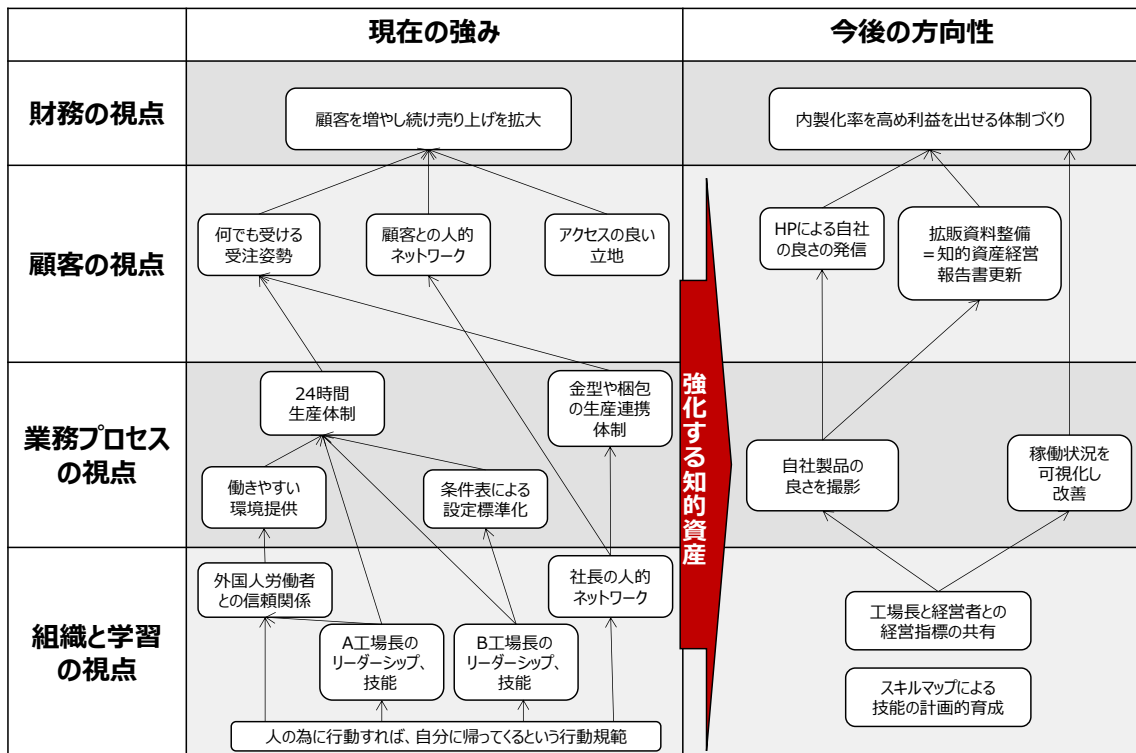 現在の強み
今後の方向性
財務の視点
顧客を増やし続け売り上げを拡大
内製化率を高め利益を出せる体制づくり
顧客の視点
何でも受ける
受注姿勢
顧客との人的
ネットワーク
アクセスの良い
立地
HPによる自社
の良さの発信
拡販資料整備
＝知的資産経営
報告書更新
強化する知的資産
業務プロセス
の視点
24時間
生産体制
金型や梱包
の生産連携
体制
働きやすい
環境提供
条件表による
設定標準化
自社製品の
良さを撮影
稼働状況を
可視化し
改善
組織と学習
の視点
外国人労働者
との信頼関係
社長の人的
ネットワーク
A工場長の
リーダーシップ、
技能
B工場長の
リーダーシップ、
技能
人の為に行動すれば、自分に帰ってくるという行動規範
工場長と経営者との
経営指標の共有
スキルマップによる
技能の計画的育成